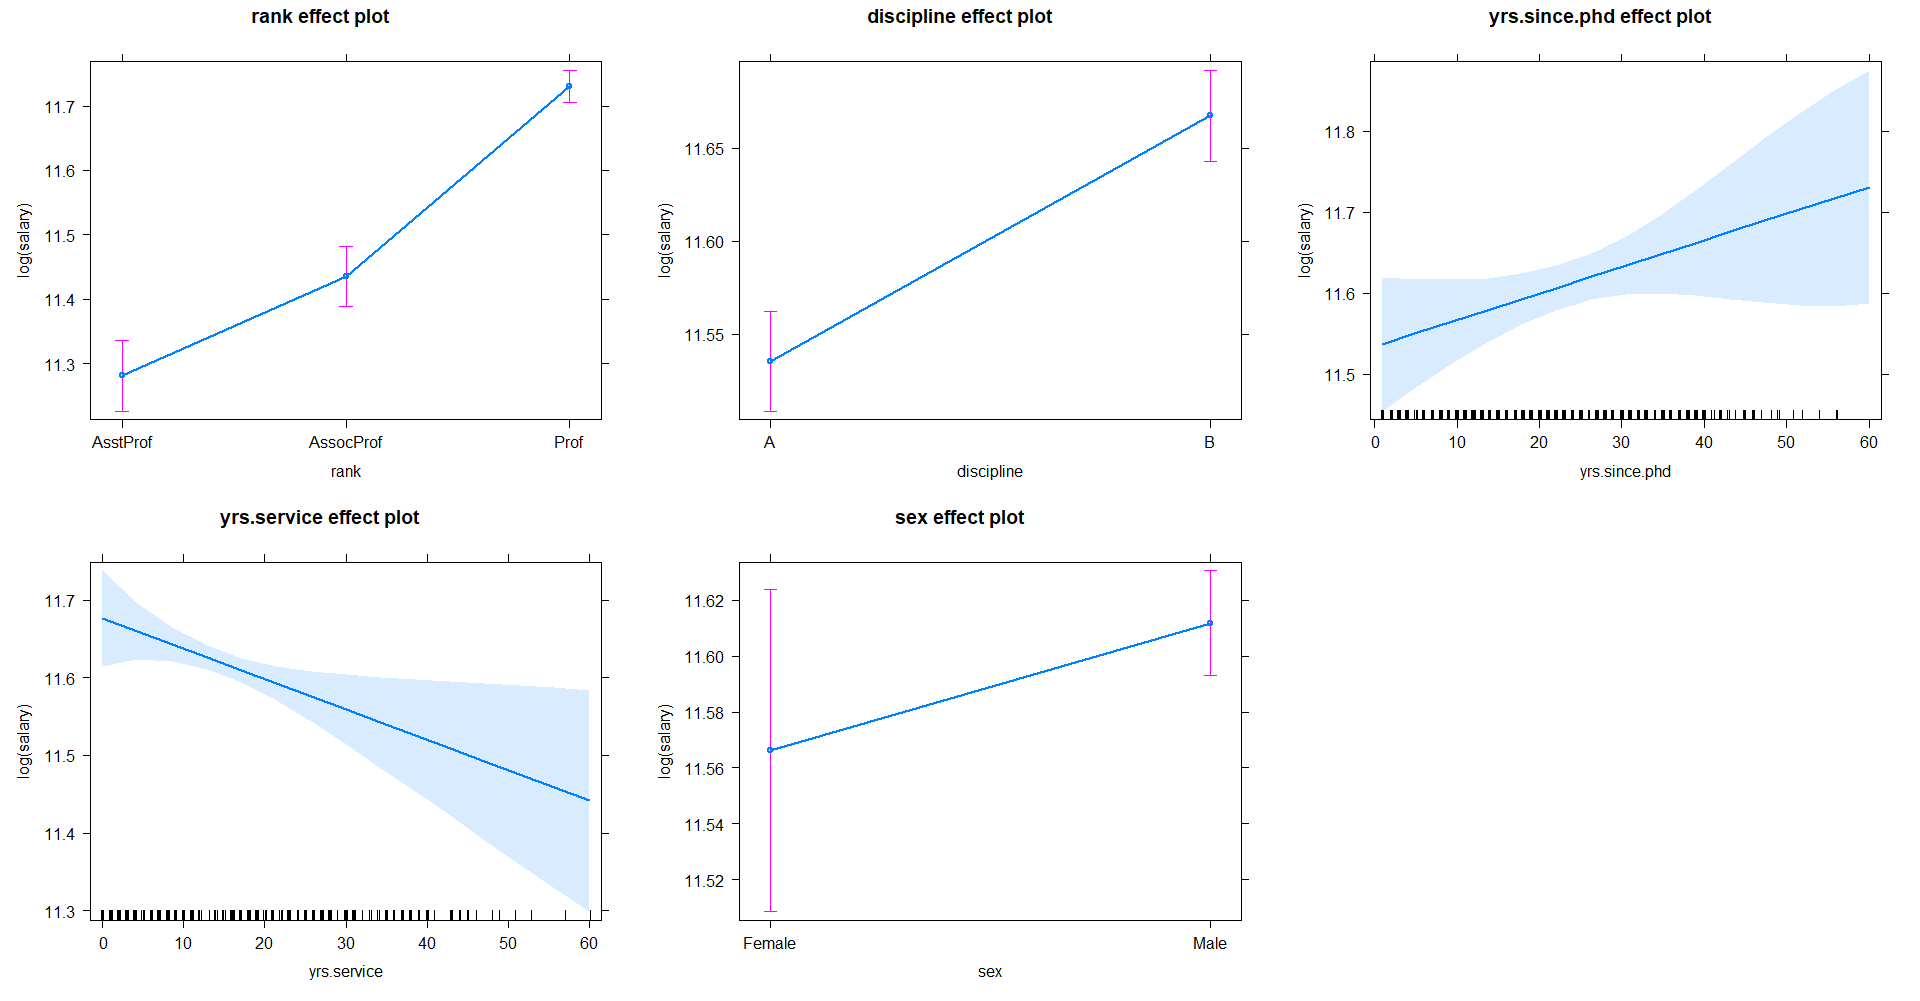 rank effect plot
log(salary)
11.7
11.6
11.5
11.4
11.3
AsstProf
AssocProf
Prof
rank
discipline effect plot
log(salary)
11.65
11.60
11.55
A
B
discipline
yrs.since.phd effect plot
log(salary)
11.8
11.7
11.6
11.5
0 10 20 30 40 50 60
yrs.since.phd
yrs.service effect plot
log(salary)
11.7
11.6
11.5
11.4
11.3
0 10 20 30 40 50 60
yrs.service
sex effect plot
log(salary)
11.62
11.60
11.58
11.56
11.54
11.52
Female
Male
sex